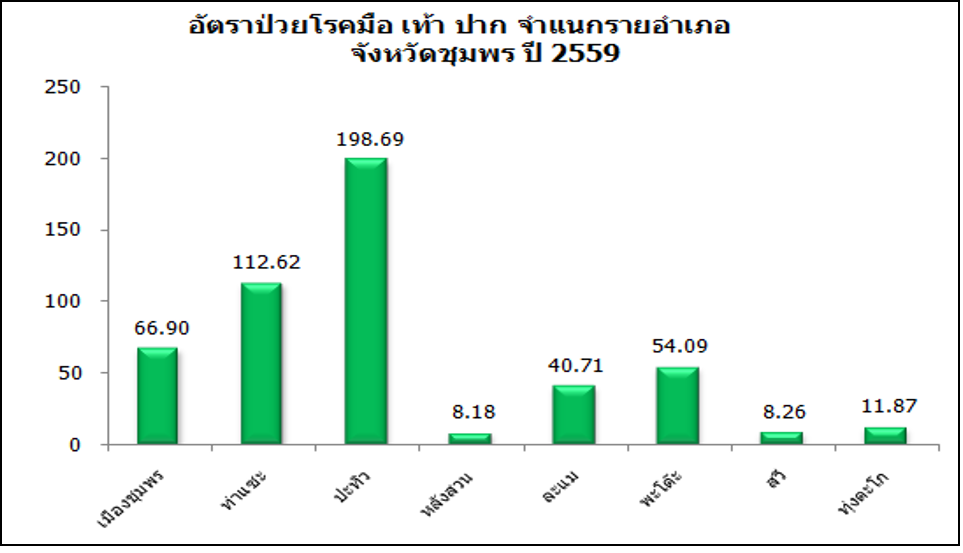 อัตราป่วยโรคมือ เท้า ปาก จำแนกรายอำเภอ
จังหวัดชุมพร ปี 2559
250
200
150
100
50
0
66.90
112.62
198.69
8.18
40.71
54.09
8.26
11.87
เมืองชุมพร
ท่าแซะ
ปะทิว
หลังสวน
ละแม
พะโต๊ะ
สวี
ทุ่งตะโก